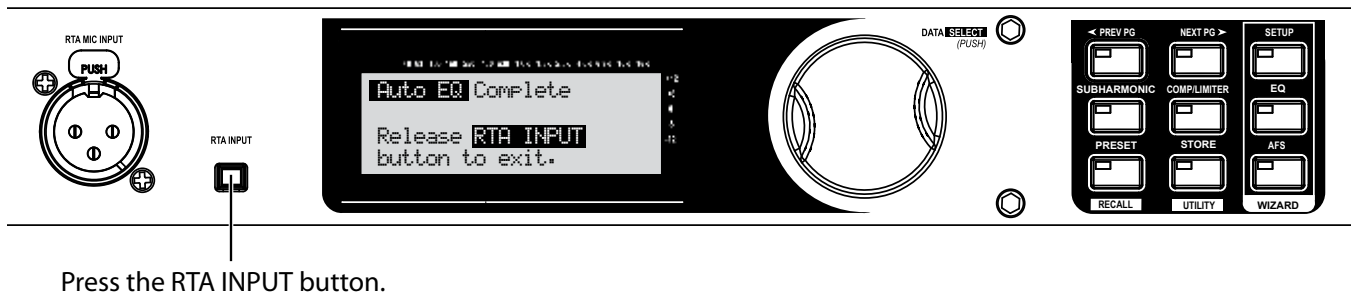 RTA MIC INPUT
PUSH
RTA INPUT
Auto EQ Complete
Release RTA INPUT
button to exit.
DATA SELECT
(PUSH)
< PREV PG
NEXT PG >
SETUP
SUBHARMONIC
COMP/LIMITER
EQ
PRESET
STORE
AFS
RECALL
UTILITY
WIZARD
Press the RTA INPUT button.